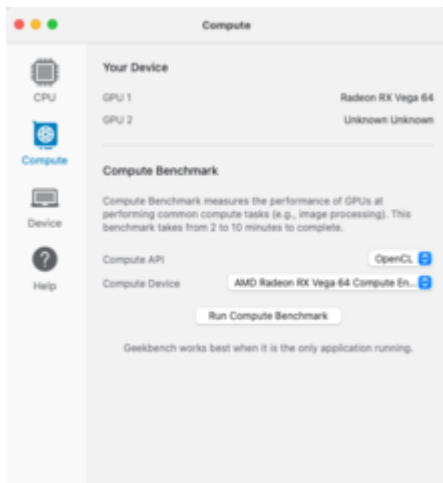 Compute
CPU
Compute
Device
Help
Your Device
GPU 1 Radeon RX Vega 64
GPU 2 Unknown Unknown
Compute Benchmark
Compute Benchmark measures the performance of GPUs at
performing common compute tasks (e.g., image processing). This
benchmark takes from 2 to 10 minutes to complete.
Compute API OpenCL
Compute Device AMD Radeon RX Vega 64 Compute En...
Run Compute Benchmark
Geekbench works best when it is the only application running.